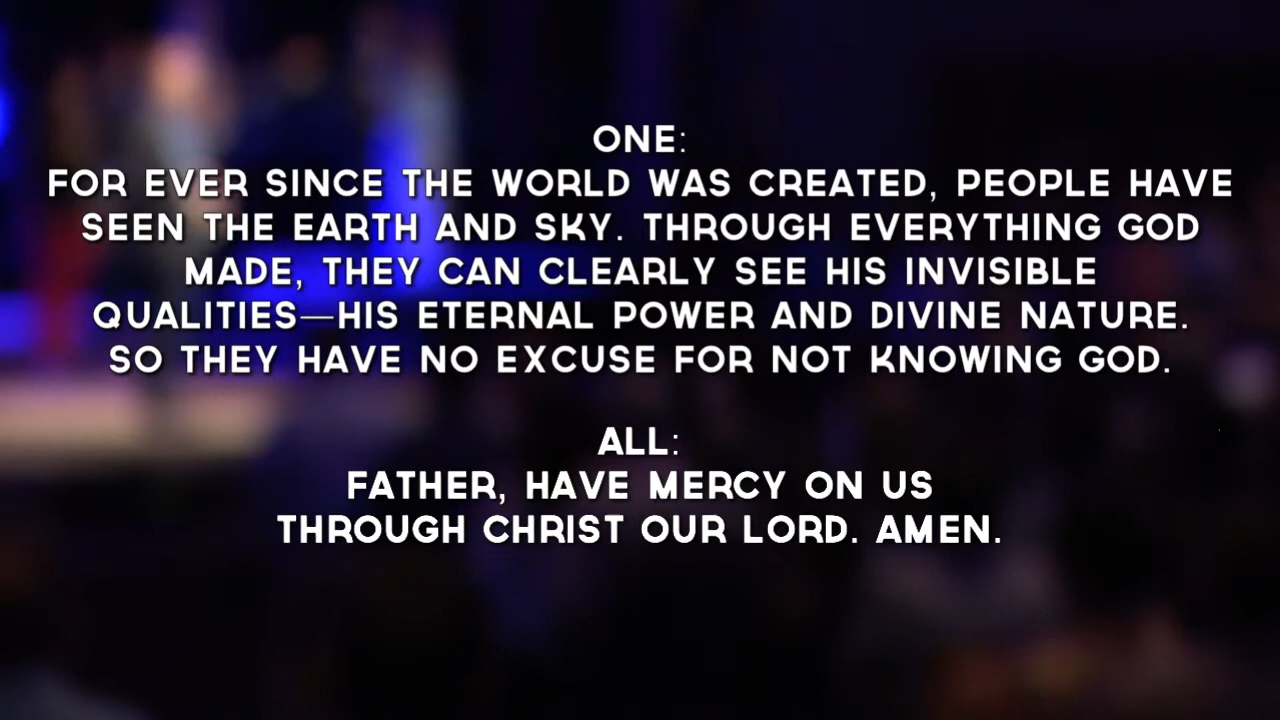 ONE:
FOR EVER SINCE THE WORLD WAS CREATED, PEOPLE HAVE
SEEN THE EARTH AND SKY. THROUGH EVERYTHING GOD
MADE, THEY CAN CLEARLY SEE HIS INVISIBLE
QUALITIES—HIS ETERNAL POWER AND DIVINE NATURE.
SO THEY HAVE NO EXCUSE FOR NOT KNOWING GOD.
ALL:
FATHER, HAVE MERCY ON US
THROUGH CHRIST OUR LORD. AMEN.